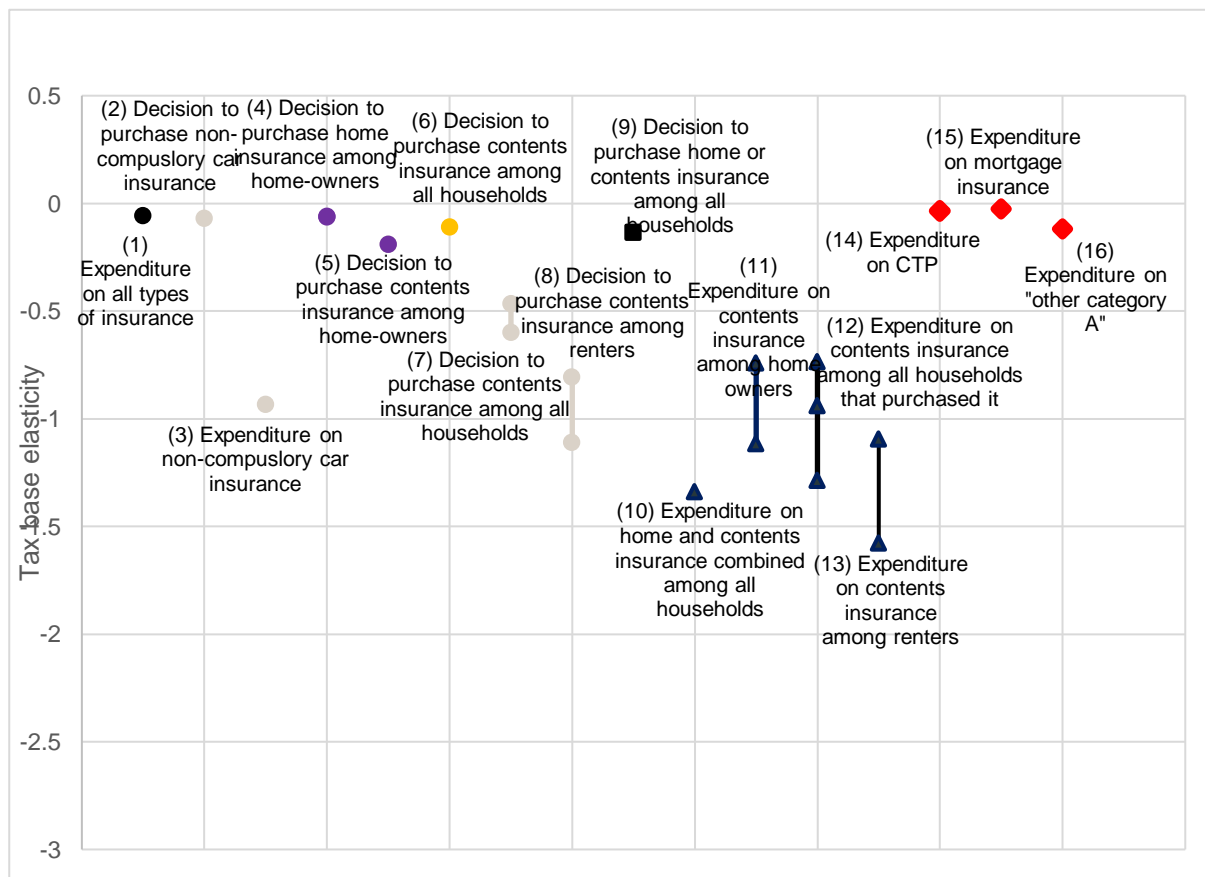 0.5
0
-0.5
-1
-1.5
-2
-2.5
-3
Tax-base elasticity
(1)
Expenditure
on all types
of insurance
(2) Decision to
purchase non-
compuslory car
insurance
(3) Expenditure on
non-compuslory car
insurance
(4) Decision to
purchase home
insurance among
home-owners
(5) Decision to
purchase contents
insurance among
home-owners
(6) Decision to
purchase contents
insurance among
all households
(7) Decision to
purchase contents
insurance among all
households
(8) Decision to
purchase contents
insurance among
renters
(9) Decision to
purchase home or
contents insurance
among all
households
(10) Expenditure on
home and contents
insurance combined
among all
households
(11)
Expenditure on
contents
insurance
among home
owners
(12) Expenditure on
contents insurance
among all households
that purchased it
(13) Expenditure
on contents
insurance
among renters
(14) Expenditure
on CTP
(15) Expenditure
on mortgage
insurance
(16)
Expenditure on
"other category
A"